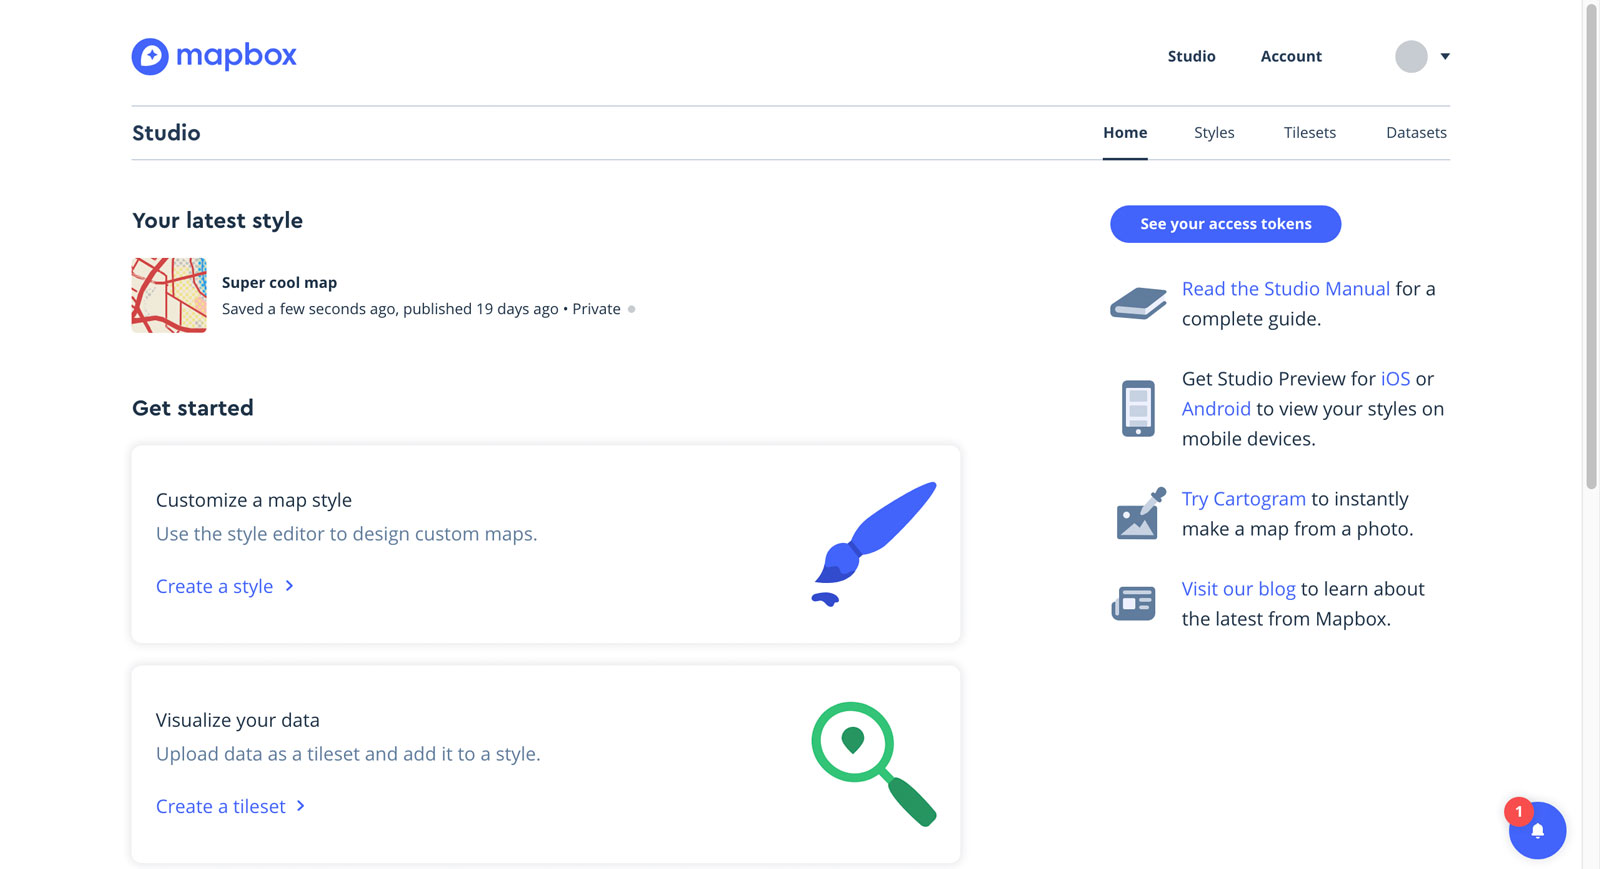 mapbox
Studio
Account
Studio
Home
Styles
Tilesets
Datasets
Your latest style
Super cool map
Saved a few seconds ago, published 19 days ago • Private
Get started
Customize a map style
Use the style editor to design custom maps.
Create a style
Visualize your data
Upload data as a tileset and add it to a style.
Create a tileset
See your access tokens
Read the Studio Manual for a
complete guide.
Get Studio Preview for iOS or
Android to view your styles on
mobile devices.
Try Cartogram to instantly
make a map from a photo.
Visit our blog to learn about
the latest from Mapbox.
1